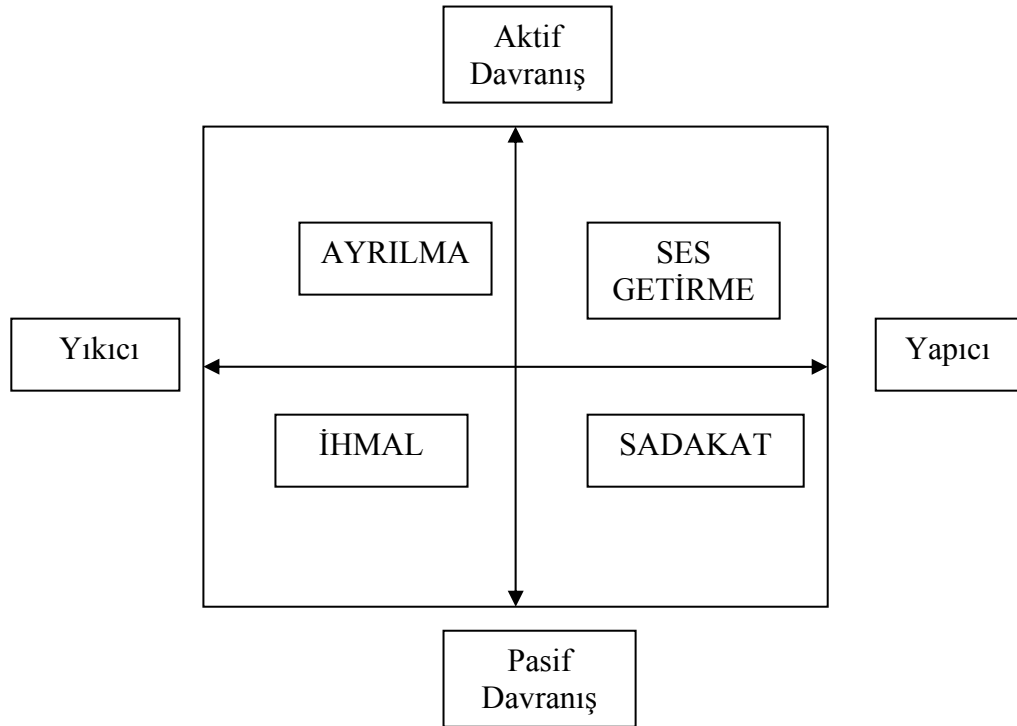 Aktif
Davranış
AYRILMA
SES
GETİRME
Yıkıcı
Yapıcı
İHMAL
SADAKAT
Pasif
Davranış